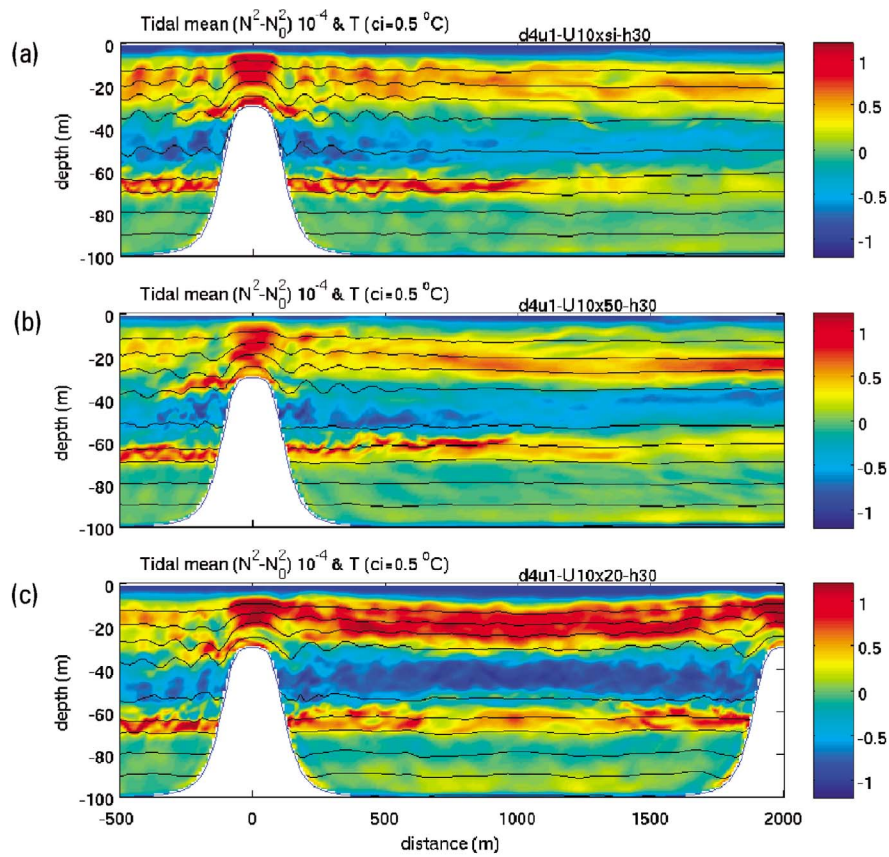 (a)
Tidal mean (N²-N₀²) 10⁻⁴ & T (ci=0.5 °C)
d4u1-U10xsi-h30
0
-20
-40
-60
-80
-100
depth (m)
1
0.5
0
-0.5
-1
(b)
Tidal mean (N²-N₀²) 10⁻⁴ & T (ci=0.5 °C)
d4u1-U10x50-h30
0
-20
-40
-60
-80
-100
depth (m)
1
0.5
0
-0.5
-1
(c)
Tidal mean (N²-N₀²) 10⁻⁴ & T (ci=0.5 °C)
d4u1-U10x20-h30
0
-20
-40
-60
-80
-100
depth (m)
1
0.5
0
-0.5
-1
-500 0 500 1000 1500 2000
distance (m)